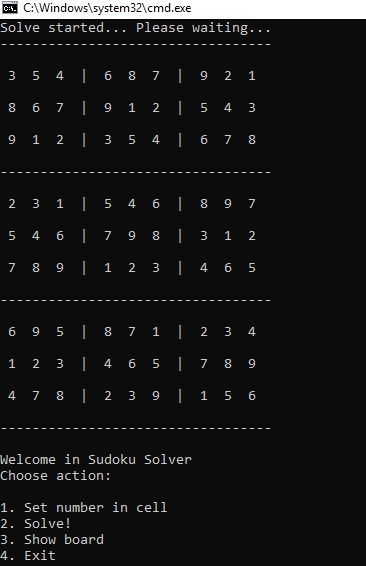 C:\Windows\system32\cmd.exe
Solve started... Please waiting...
----------------------------------
3 5 4 | 6 8 7 | 9 2 1
8 6 7 | 9 1 2 | 5 4 3
9 1 2 | 3 5 4 | 6 7 8
----------------------------------
2 3 1 | 5 4 6 | 8 9 7
5 4 6 | 7 9 8 | 3 1 2
7 8 9 | 1 2 3 | 4 6 5
----------------------------------
6 9 5 | 8 7 1 | 2 3 4
1 2 3 | 4 6 5 | 7 8 9
4 7 8 | 2 3 9 | 1 5 6
----------------------------------
Welcome in Sudoku Solver
Choose action:
1. Set number in cell
2. Solve!
3. Show board
4. Exit